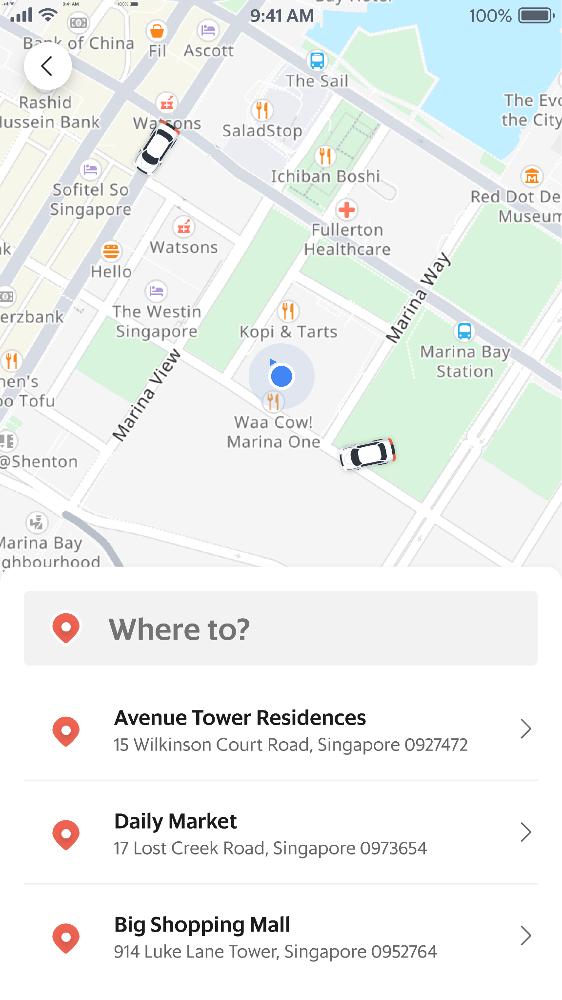 9:41 AM
100%
9:41 AM
100%
Bank of China
Fil
Ascott
The Sail
Rashid
Hussein Bank
Watsons
SaladStop
The Evo
the City
Ichiban Boshi
Sofitel So
Singapore
Red Dot De
Museum
Fullerton
Healthcare
Watsons
Hello
Marina Way
The Westin
Singapore
Kopi & Tarts
erzbank
Marina Bay
Station
hen's
oo Tofu
Marina View
Waa Cow!
Marina One
@Shenton
Marina Bay
ghbourhood
Where to?
Avenue Tower Residences
15 Wilkinson Court Road, Singapore 0927472
Daily Market
17 Lost Creek Road, Singapore 0973654
Big Shopping Mall
914 Luke Lane Tower, Singapore 0952764